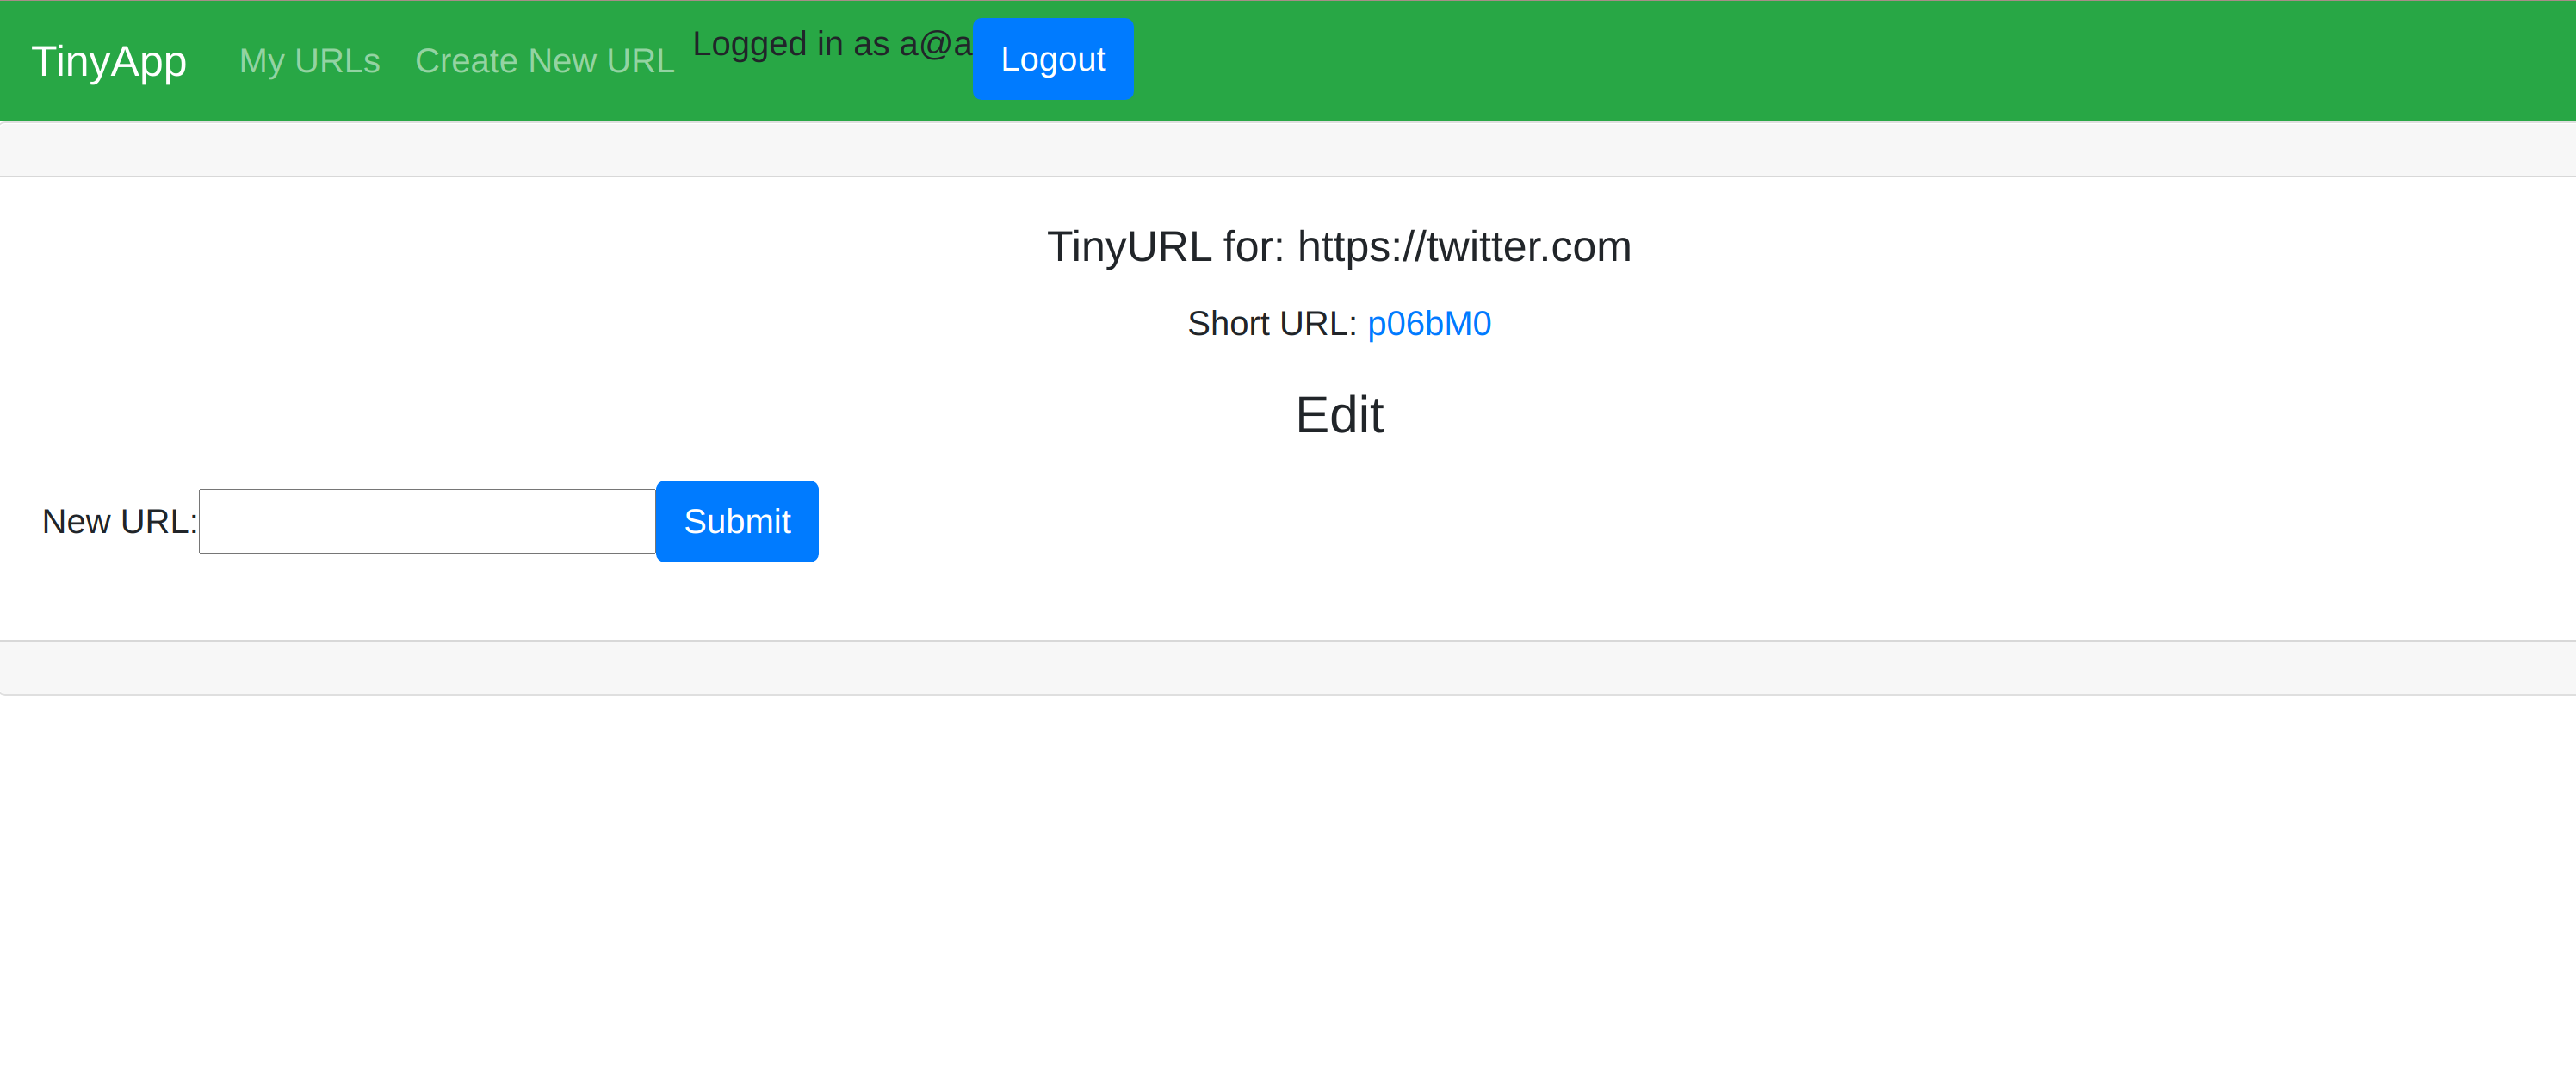 TinyApp My URLs Create New URL Logged in as a@a Logout
TinyURL for: https://twitter.com
Short URL: p06bM0
Edit
New URL: Submit